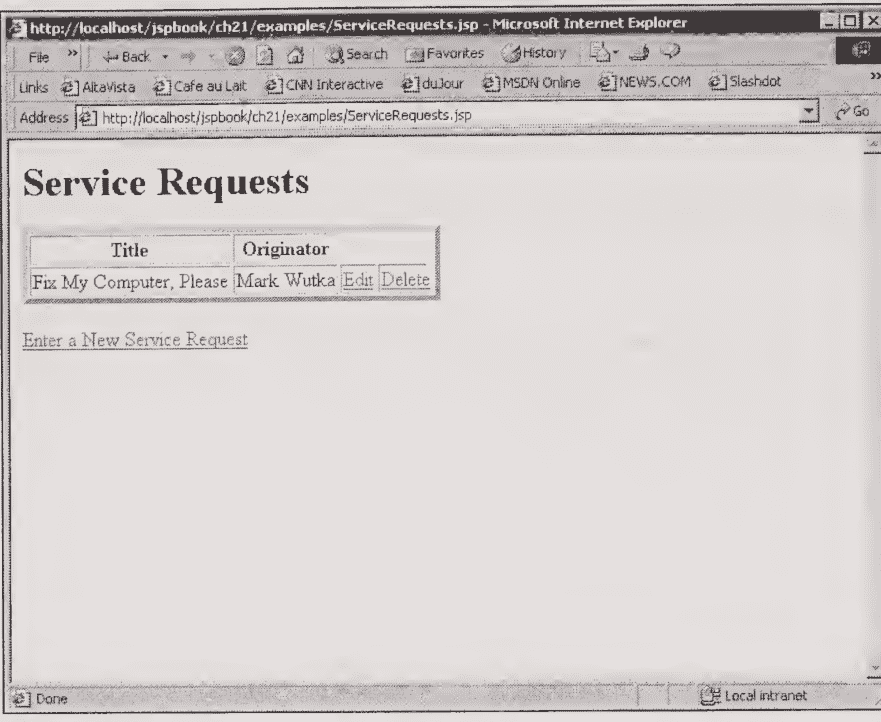 http://localhost/jspbook/ch21/examples/ServiceRequests.jsp - Microsoft Internet Explorer
File » Back Search Favorites History
Links AltaVista Cafe au Lait CNN Interactive duJour MSDN Online NEWS.COM Slashdot »
Address http://localhost/jspbook/ch21/examples/ServiceRequests.jsp Go
Service Requests
Title Originator
Fix My Computer, Please Mark Wutka Edit Delete
Enter a New Service Request
Done Local intranet